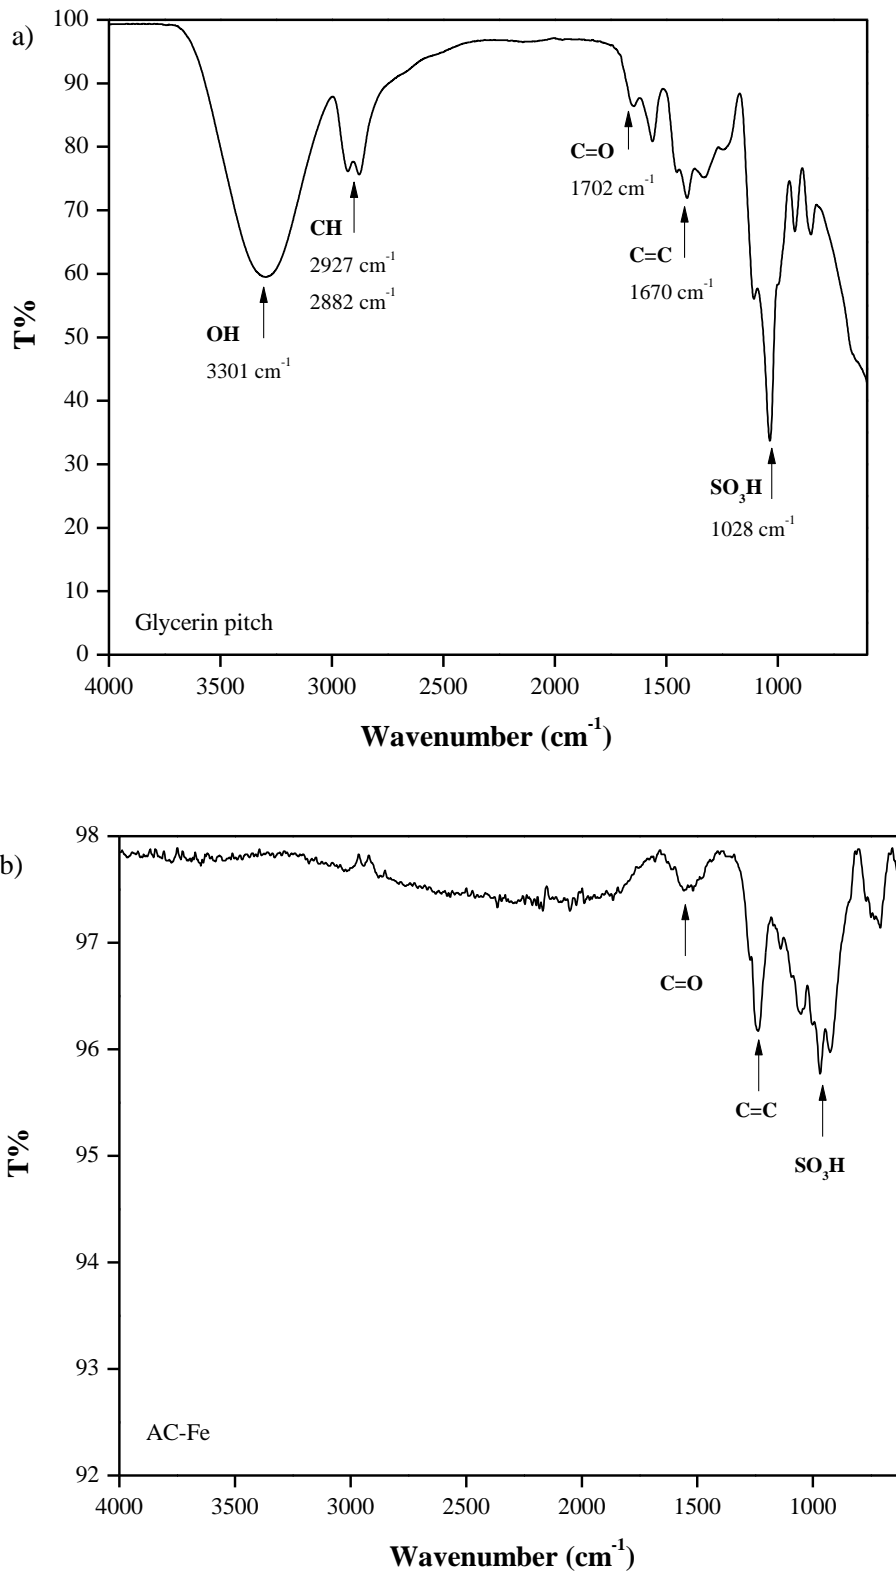 a)
100
90
80
70
60
50
40
30
20
10
0
T%
C=O
1702 cm⁻¹
CH
2927 cm⁻¹
2882 cm⁻¹
C=C
1670 cm⁻¹
OH
3301 cm⁻¹
SO₃H
1028 cm⁻¹
Glycerin pitch
4000 3500 3000 2500 2000 1500 1000
Wavenumber (cm⁻¹)
b)
98
97
96
95
94
93
92
T%
C=O
C=C
SO₃H
AC-Fe
4000 3500 3000 2500 2000 1500 1000
Wavenumber (cm⁻¹)